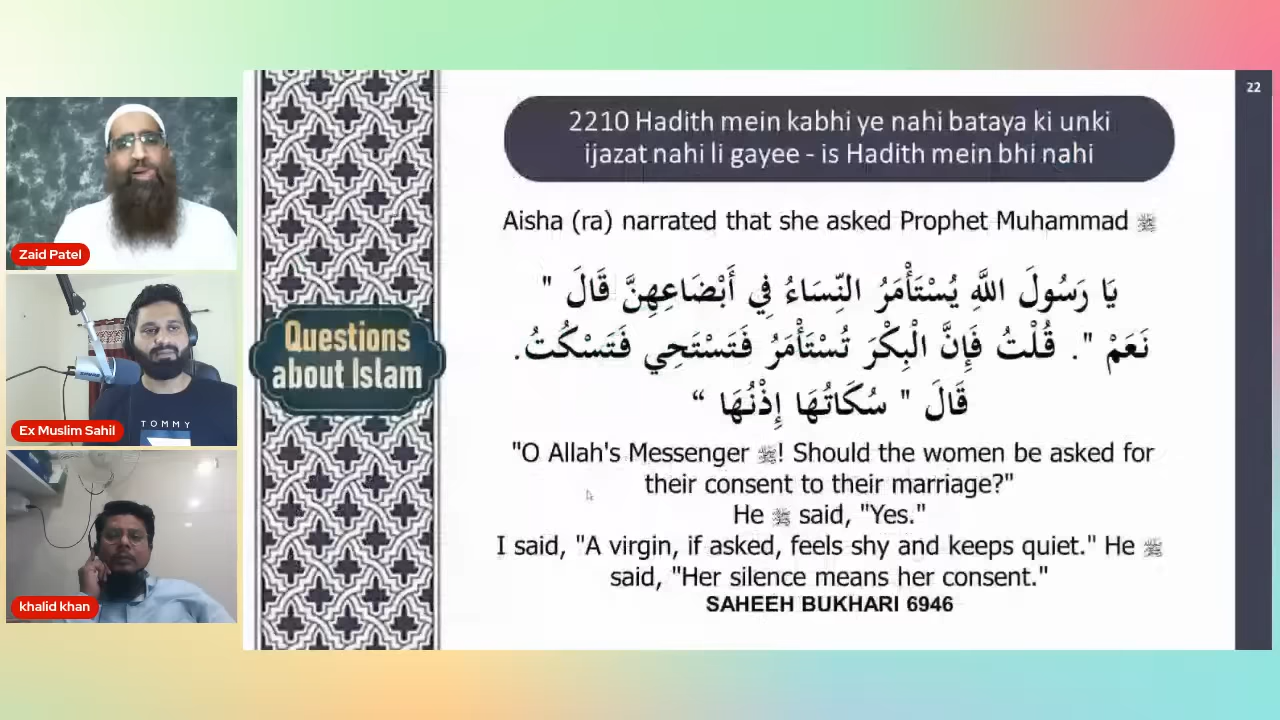 Zaid Patel
Ex Muslim Sahil
TOMMY
khalid khan
Questions
about Islam
22
2210 Hadith mein kabhi ye nahi bataya ki unki
ijazat nahi li gayee - is Hadith mein bhi nahi
Aisha (ra) narrated that she asked Prophet Muhammad ﷺ
يَا رَسُولَ اللَّهِ يُسْتَأْمَرُ النِّسَاءُ فِي أَبْضَاعِهِنَّ قَالَ "
نَعَمْ ". قُلْتُ فَإِنَّ الْبِكْرَ تُسْتَأْمَرُ فَتَسْتَحِي فَتَسْكُتُ.
قَالَ " سُكَاتُهَا إِذْنُهَا “
"O Allah's Messenger ﷺ! Should the women be asked for
their consent to their marriage?"
He ﷺ said, "Yes."
I said, "A virgin, if asked, feels shy and keeps quiet." He ﷺ
said, "Her silence means her consent."
SAHEEH BUKHARI 6946